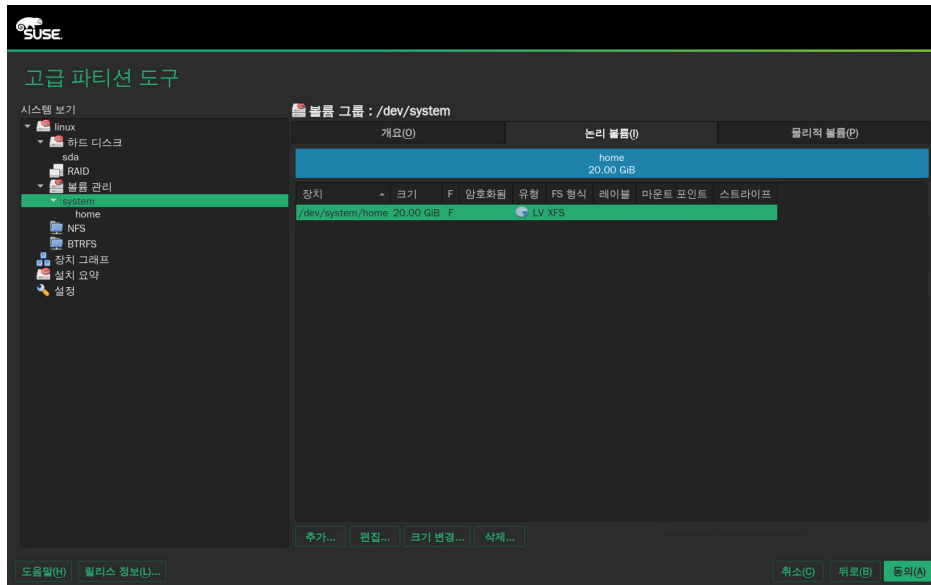 SUSE.
고급 파티션 도구
시스템 보기
linux
하드 디스크
sda
RAID
볼륨 관리
system
home
NFS
BTRFS
장치 그래프
설치 요약
설정
볼륨 그룹 : /dev/system
개요(O) 논리 볼륨(I) 물리적 볼륨(P)
home
20.00 GiB
장치 크기 F 암호화됨 유형 FS 형식 레이블 마운트 포인트 스트라이프
/dev/system/home 20.00 GiB F LV XFS
추가... 편집... 크기 변경... 삭제...
도움말(H) 릴리스 정보(L)... 취소(C) 뒤로(B) 동의(A)